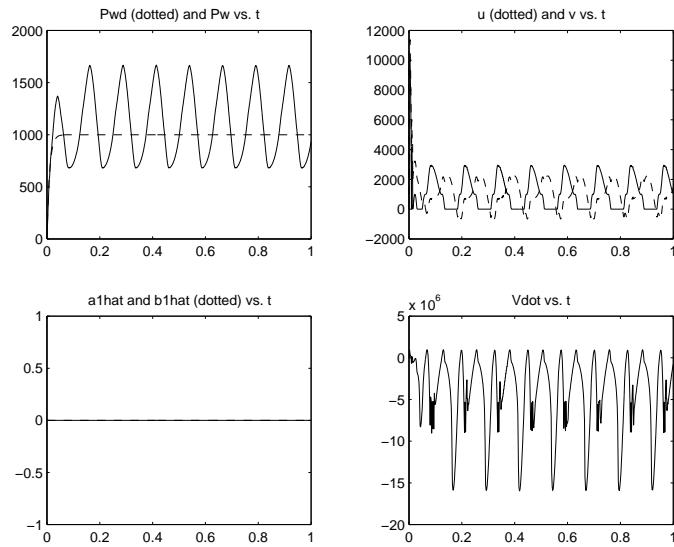 Pwd (dotted) and Pw vs. t
2000
1500
1000
500
0
0 0.2 0.4 0.6 0.8 1
u (dotted) and v vs. t
12000
10000
8000
6000
4000
2000
0
−2000
0 0.2 0.4 0.6 0.8 1
a1hat and b1hat (dotted) vs. t
1
0.5
0
−0.5
−1
0 0.2 0.4 0.6 0.8 1
Vdot vs. t
x 10^6
5
0
−5
−10
−15
−20
0 0.2 0.4 0.6 0.8 1